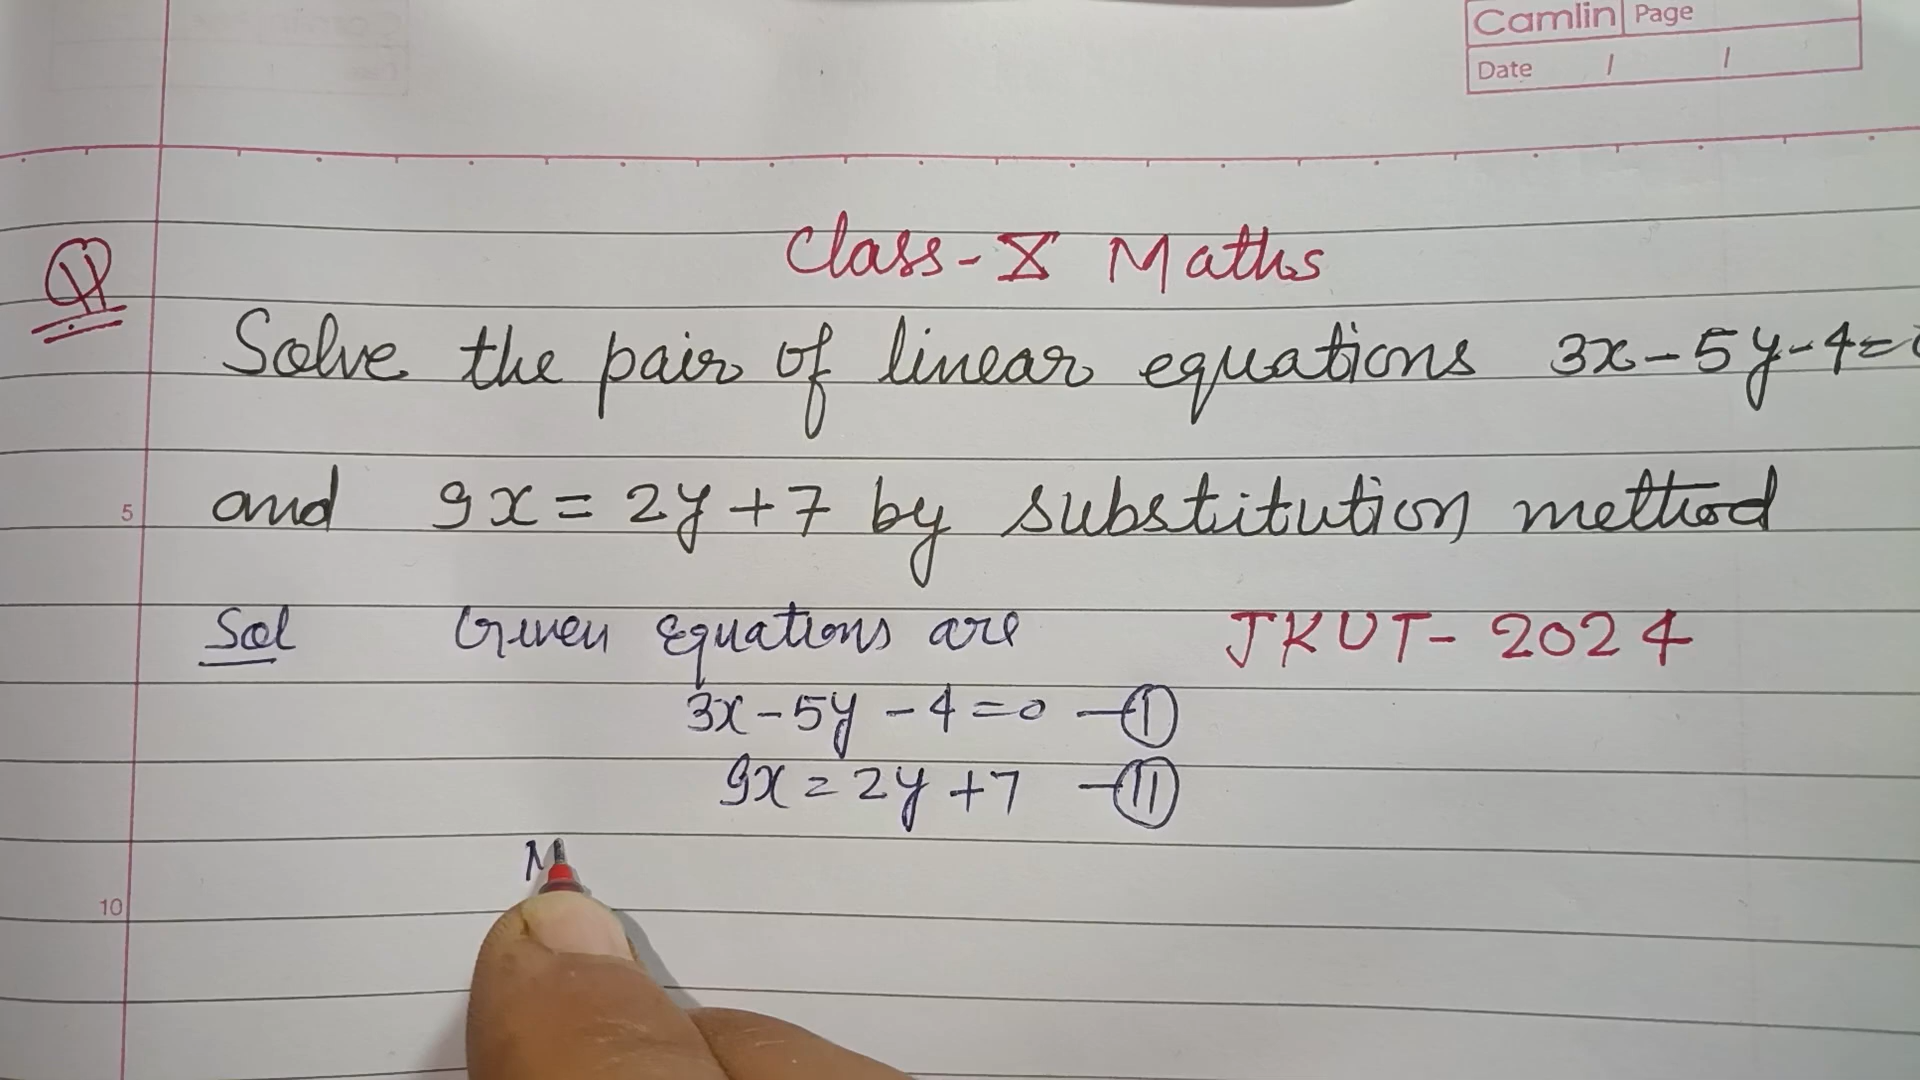 Camlin Page
Date / /
Class-X Maths
Q
Solve the pair of linear equations 3x-5y-4=
5 and 9x = 2y+7 by substitution method
Sol Given equations are JKUT-2024
3x-5y-4=0 -(I)
9x=2y+7 -(II)
10